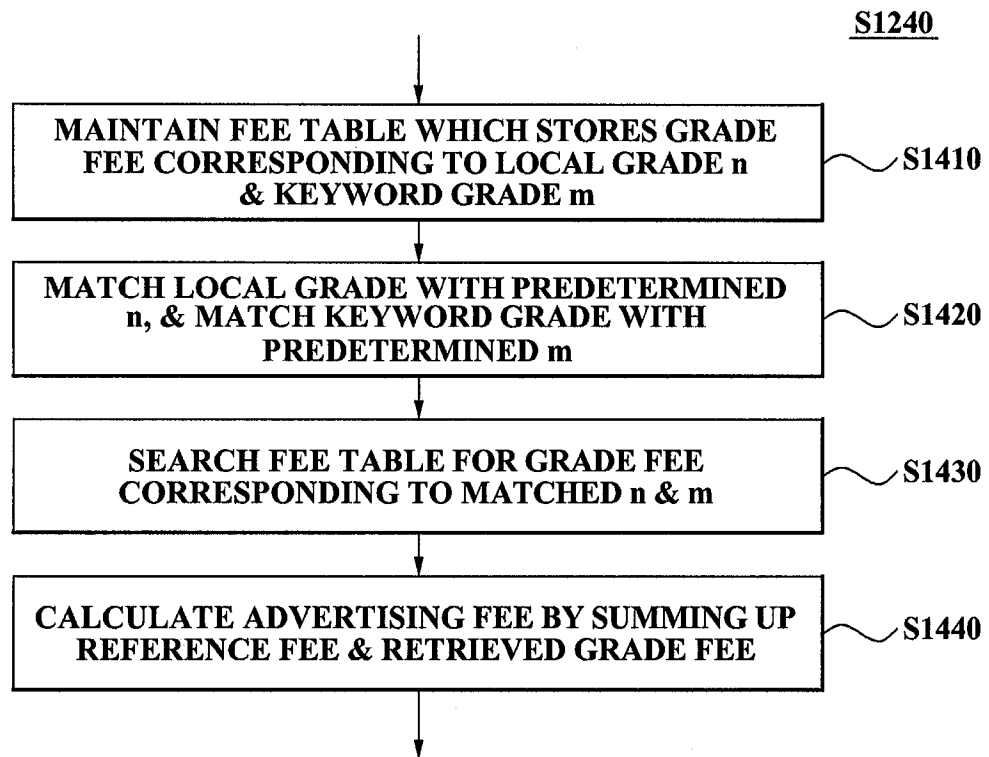 S1240
MAINTAIN FEE TABLE WHICH STORES GRADE
FEE CORRESPONDING TO LOCAL GRADE n
& KEYWORD GRADE m
S1410
MATCH LOCAL GRADE WITH PREDETERMINED
n, & MATCH KEYWORD GRADE WITH
PREDETERMINED m
S1420
SEARCH FEE TABLE FOR GRADE FEE
CORRESPONDING TO MATCHED n & m
S1430
CALCULATE ADVERTISING FEE BY SUMMING UP
REFERENCE FEE & RETRIEVED GRADE FEE
S1440